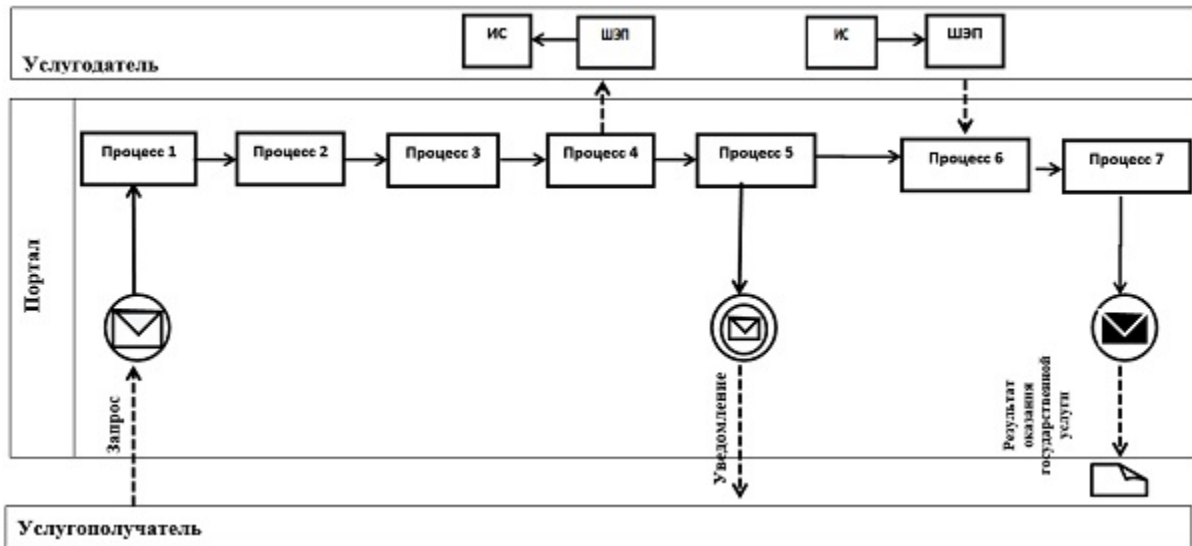 ИС
ШЭП
ИС
ШЭП
Услугодатель
Процесс 1
Процесс 2
Процесс 3
Процесс 4
Процесс 5
Процесс 6
Процесс 7
Портал
Запрос
Уведомление
Результат
оказания
государственной
услуги
Услугополучатель